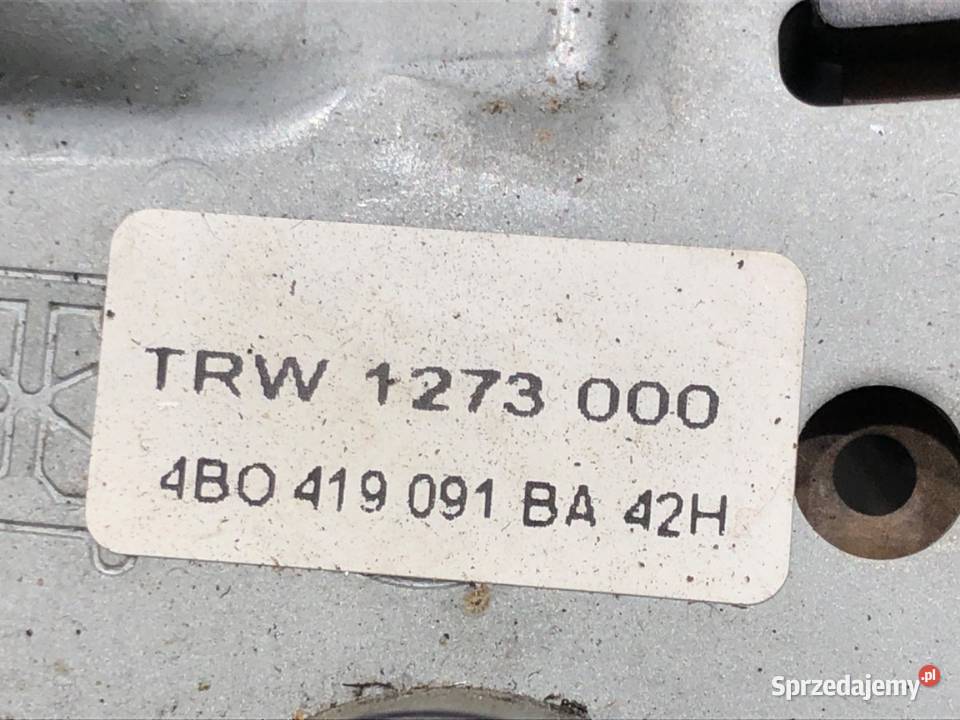 TRW 1273 000
4B0 419 091 BA 42H
Sprzedajemy.pl